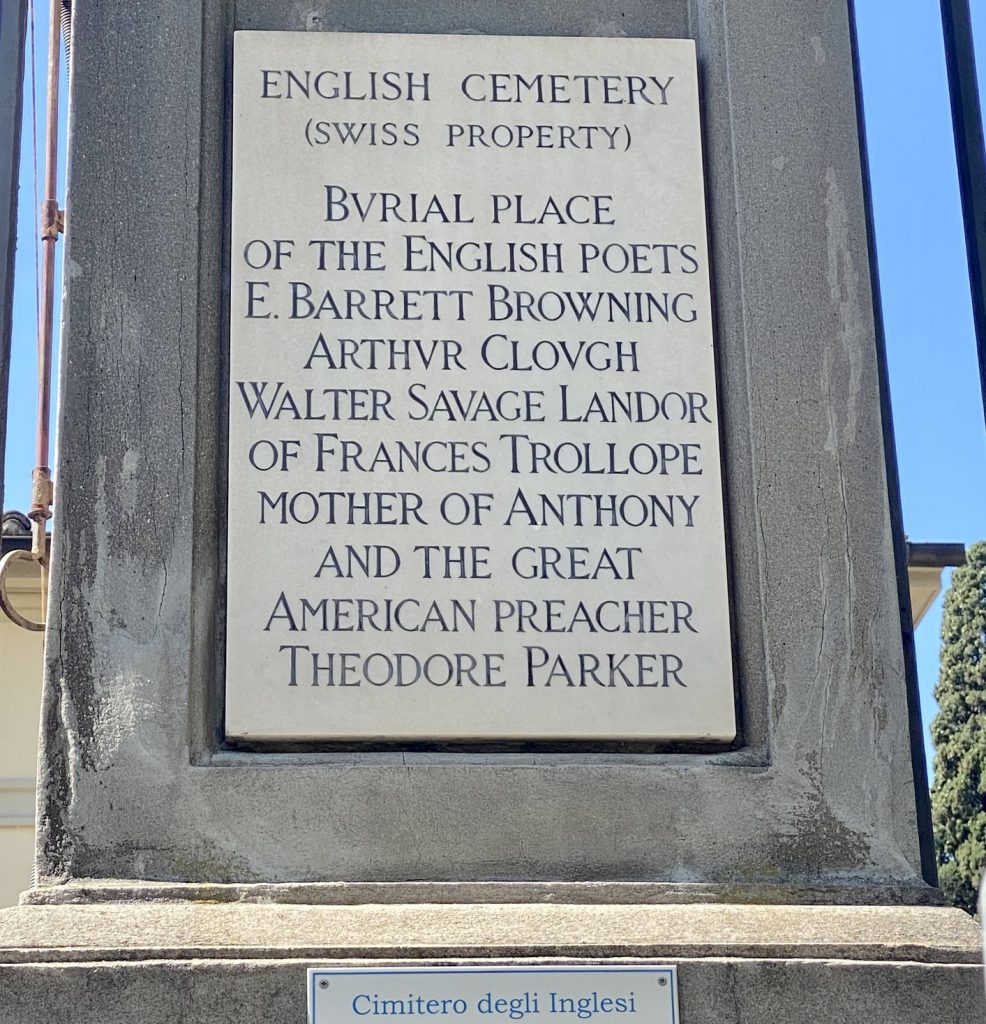 ENGLISH CEMETERY
(SWISS PROPERTY)
BVRIAL PLACE
OF THE ENGLISH POETS
E. BARRETT BROWNING
ARTHVR CLOVGH
WALTER SAVAGE LANDOR
OF FRANCES TROLLOPE
MOTHER OF ANTHONY
AND THE GREAT
AMERICAN PREACHER
THEODORE PARKER
Cimitero degli Inglesi